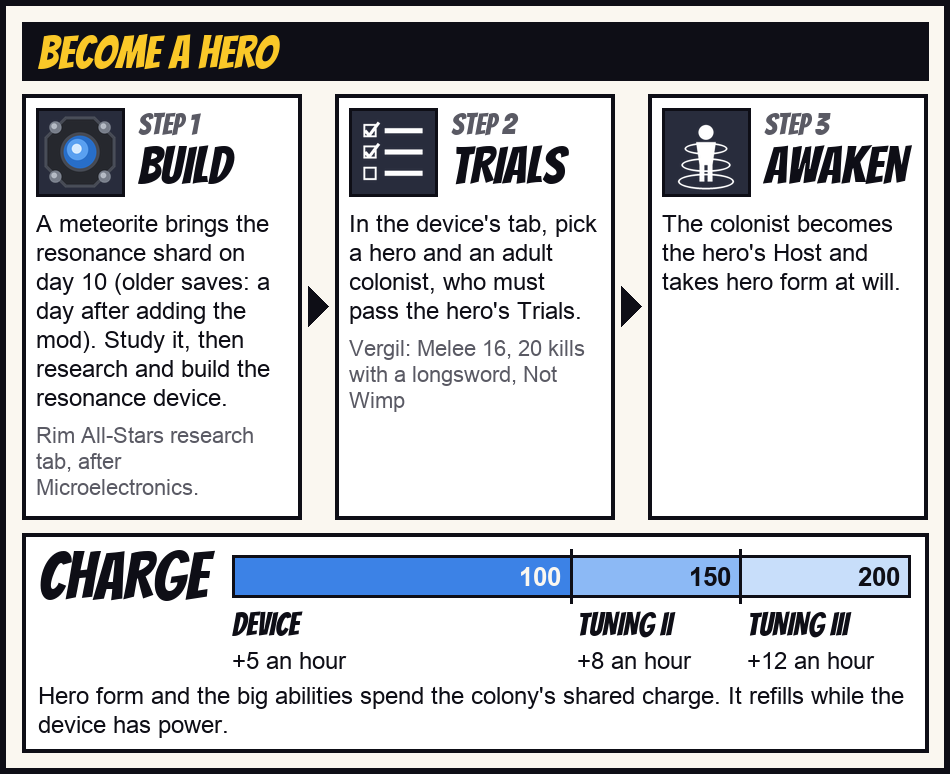 BECOME A HERO
STEP 1
BUILD
A meteorite brings the
resonance shard on
day 10 (older saves: a
day after adding the
mod). Study it, then
research and build the
resonance device.
Rim All-Stars research
tab, after
Microelectronics.
STEP 2
TRIALS
In the device's tab, pick
a hero and an adult
colonist, who must
pass the hero's Trials.
Vergil: Melee 16, 20 kills
with a longsword, Not
Wimp
STEP 3
AWAKEN
The colonist becomes
the hero's Host and
takes hero form at will.
CHARGE
100 150 200
DEVICE TUNING II TUNING III
+5 an hour +8 an hour +12 an hour
Hero form and the big abilities spend the colony's shared charge. It refills while the
device has power.